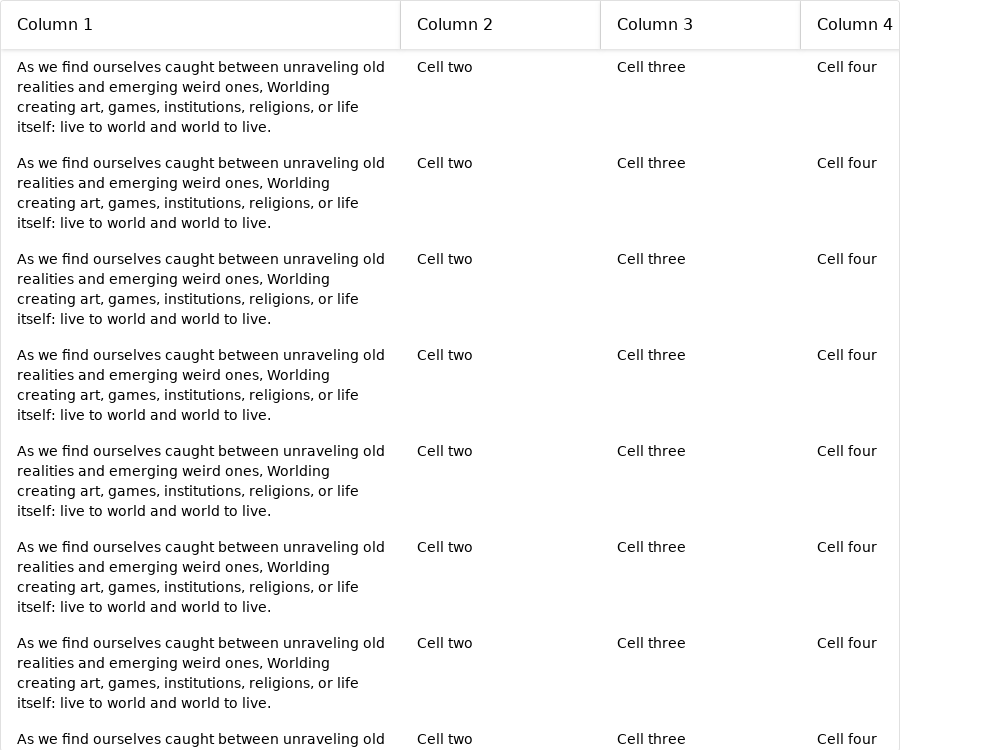 Column 1 Column 2 Column 3 Column 4
As we find ourselves caught between unraveling old Cell two Cell three Cell four
realities and emerging weird ones, Worlding
creating art, games, institutions, religions, or life
itself: live to world and world to live.
As we find ourselves caught between unraveling old Cell two Cell three Cell four
realities and emerging weird ones, Worlding
creating art, games, institutions, religions, or life
itself: live to world and world to live.
As we find ourselves caught between unraveling old Cell two Cell three Cell four
realities and emerging weird ones, Worlding
creating art, games, institutions, religions, or life
itself: live to world and world to live.
As we find ourselves caught between unraveling old Cell two Cell three Cell four
realities and emerging weird ones, Worlding
creating art, games, institutions, religions, or life
itself: live to world and world to live.
As we find ourselves caught between unraveling old Cell two Cell three Cell four
realities and emerging weird ones, Worlding
creating art, games, institutions, religions, or life
itself: live to world and world to live.
As we find ourselves caught between unraveling old Cell two Cell three Cell four
realities and emerging weird ones, Worlding
creating art, games, institutions, religions, or life
itself: live to world and world to live.
As we find ourselves caught between unraveling old Cell two Cell three Cell four
realities and emerging weird ones, Worlding
creating art, games, institutions, religions, or life
itself: live to world and world to live.
As we find ourselves caught between unraveling old Cell two Cell three Cell four